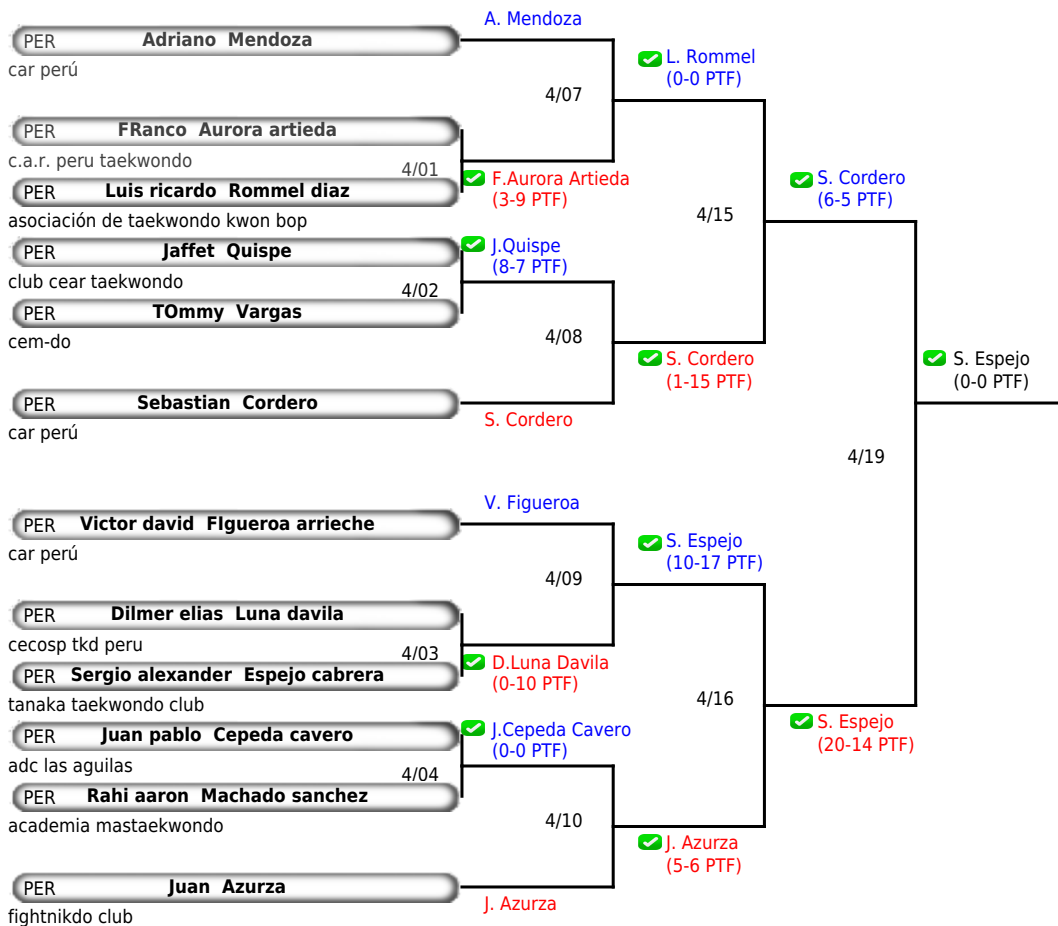 A. Mendoza
PER Adriano Mendoza
car perú
L. Rommel
(0-0 PTF)
4/07
PER FRanco Aurora artieda
c.a.r. peru taekwondo
4/01
F.Aurora Artieda
(3-9 PTF)
PER Luis ricardo Rommel diaz
asociación de taekwondo kwon bop
S. Cordero
(6-5 PTF)
4/15
PER Jaffet Quispe
club cear taekwondo
J.Quispe
(8-7 PTF)
4/02
PER TOmmy Vargas
cem-do
4/08
S. Cordero
(1-15 PTF)
S. Espejo
(0-0 PTF)
PER Sebastian Cordero
car perú
S. Cordero
4/19
V. Figueroa
PER Victor david FIgueroa arrieche
car perú
S. Espejo
(10-17 PTF)
4/09
PER Dilmer elias Luna davila
cecosp tkd peru
4/03
D.Luna Davila
(0-10 PTF)
PER Sergio alexander Espejo cabrera
tanaka taekwondo club
4/16
S. Espejo
(20-14 PTF)
PER Juan pablo Cepeda cavero
adc las aguilas
J.Cepeda Cavero
(0-0 PTF)
4/04
PER Rahi aaron Machado sanchez
academia mastaekwondo
4/10
J. Azurza
(5-6 PTF)
PER Juan Azurza
fightnikdo club
J. Azurza